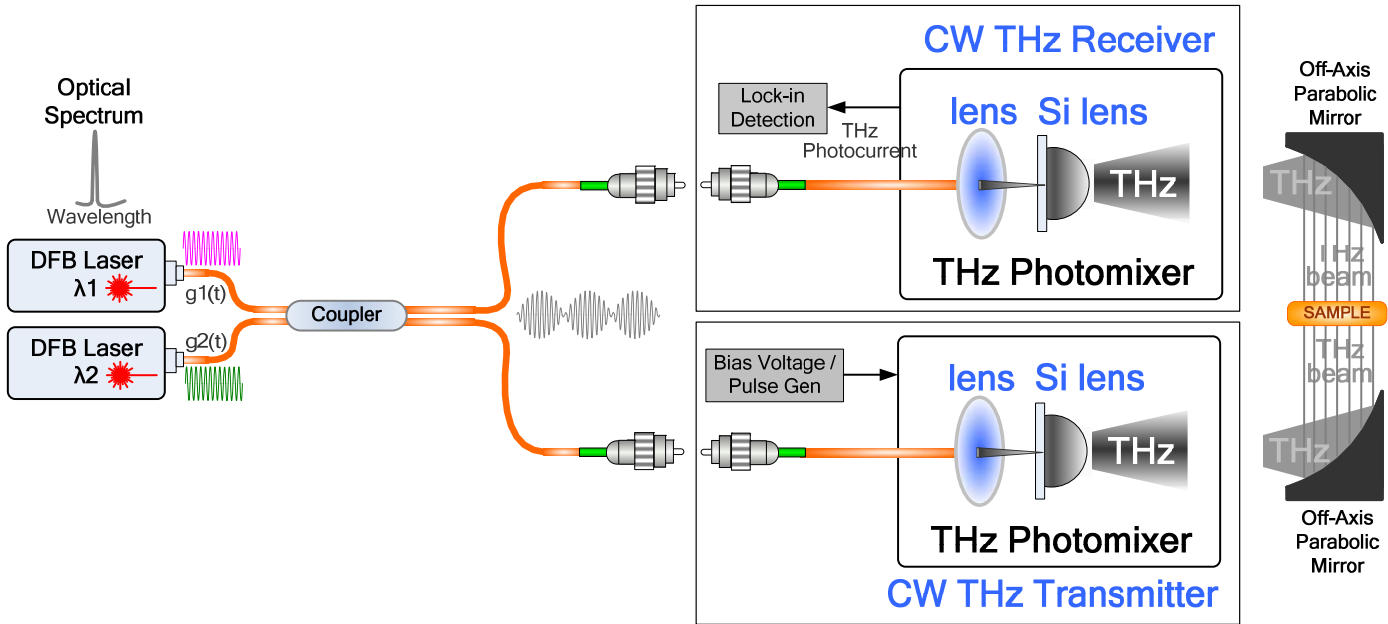 Optical
Spectrum
Wavelength
DFB Laser
λ1
g1(t)
DFB Laser
λ2
g2(t)
Coupler
CW THz Receiver
Lock-in
Detection
THz
Photocurrent
lens
Si lens
THz
THz Photomixer
Bias Voltage /
Pulse Gen
lens
Si lens
THz
THz Photomixer
CW THz Transmitter
Off-Axis
Parabolic
Mirror
THz
THz
beam
SAMPLE
THz
beam
THz
Off-Axis
Parabolic
Mirror